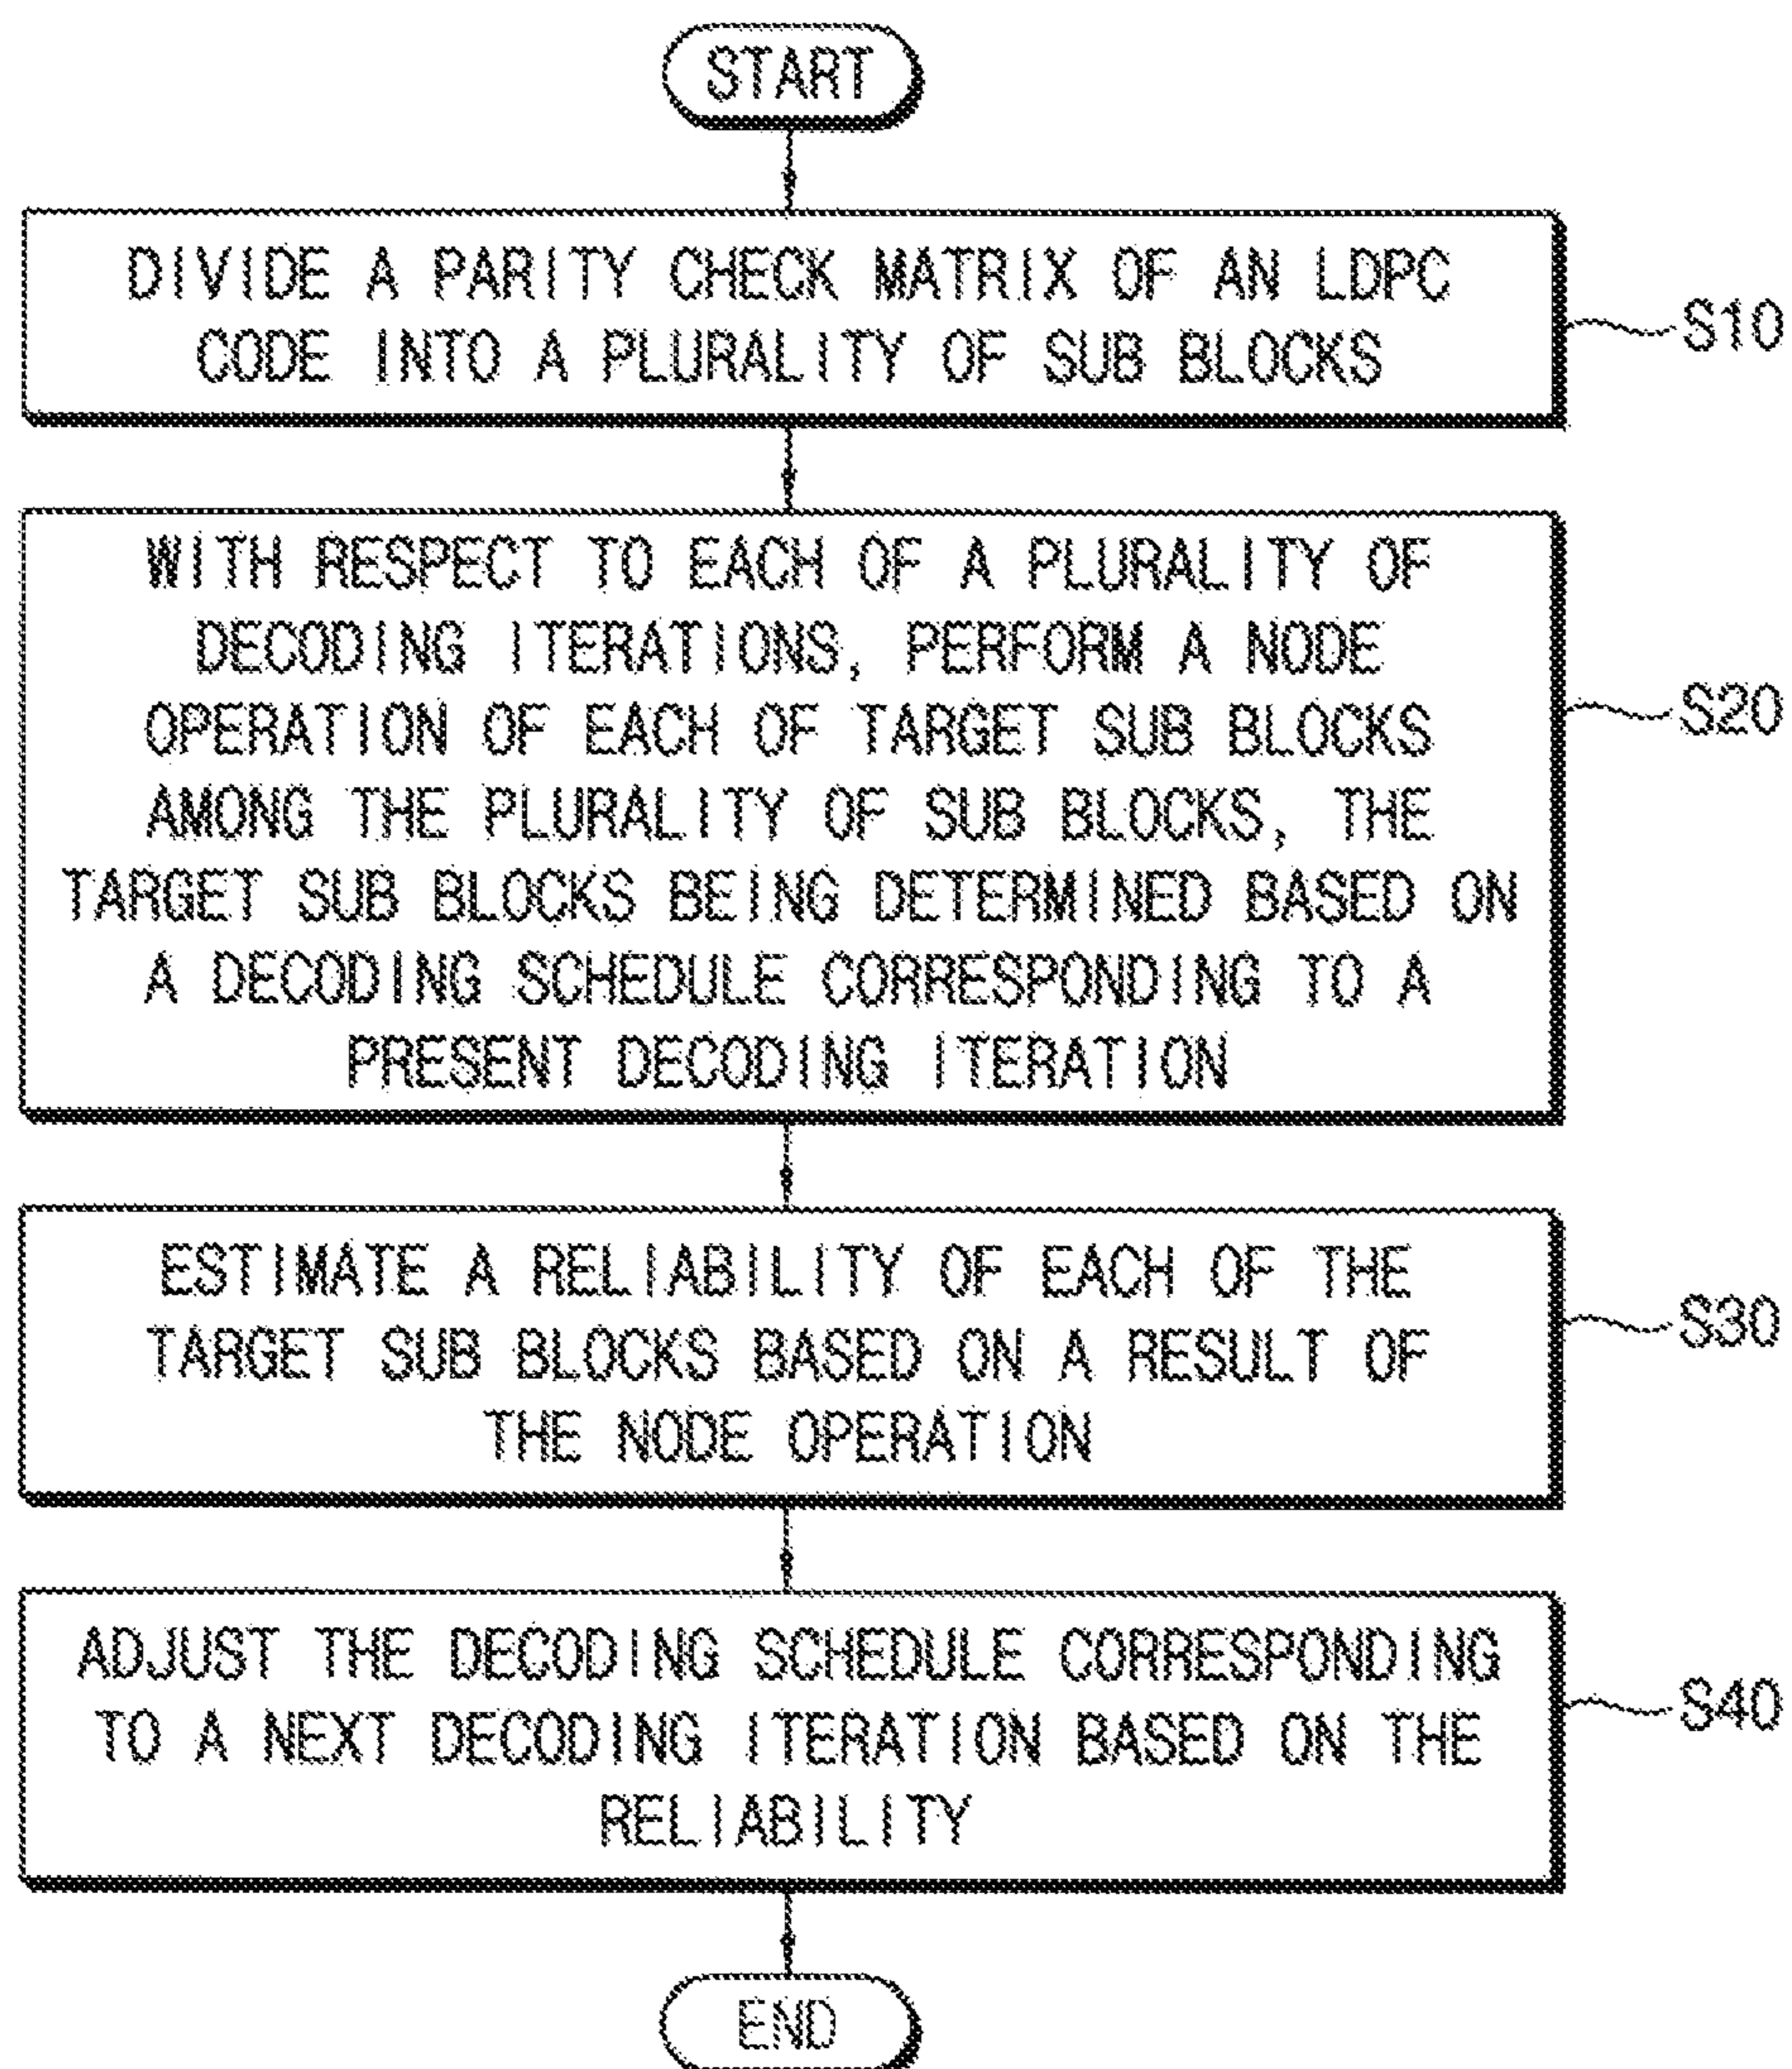 START
DIVIDE A PARITY CHECK MATRIX OF AN LDPC
CODE INTO A PLURALITY OF SUB BLOCKS
S10
WITH RESPECT TO EACH OF A PLURALITY OF
DECODING ITERATIONS, PERFORM A NODE
OPERATION OF EACH OF TARGET SUB BLOCKS
AMONG THE PLURALITY OF SUB BLOCKS, THE
TARGET SUB BLOCKS BEING DETERMINED BASED ON
A DECODING SCHEDULE CORRESPONDING TO A
PRESENT DECODING ITERATION
S20
ESTIMATE A RELIABILITY OF EACH OF THE
TARGET SUB BLOCKS BASED ON A RESULT OF
THE NODE OPERATION
S30
ADJUST THE DECODING SCHEDULE CORRESPONDING
TO A NEXT DECODING ITERATION BASED ON THE
RELIABILITY
S40
END